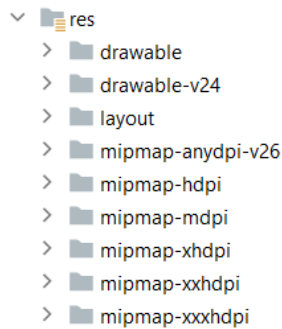 res
drawable
drawable-v24
layout
mipmap-anydpi-v26
mipmap-hdpi
mipmap-mdpi
mipmap-xhdpi
mipmap-xxhdpi
mipmap-xxxhdpi